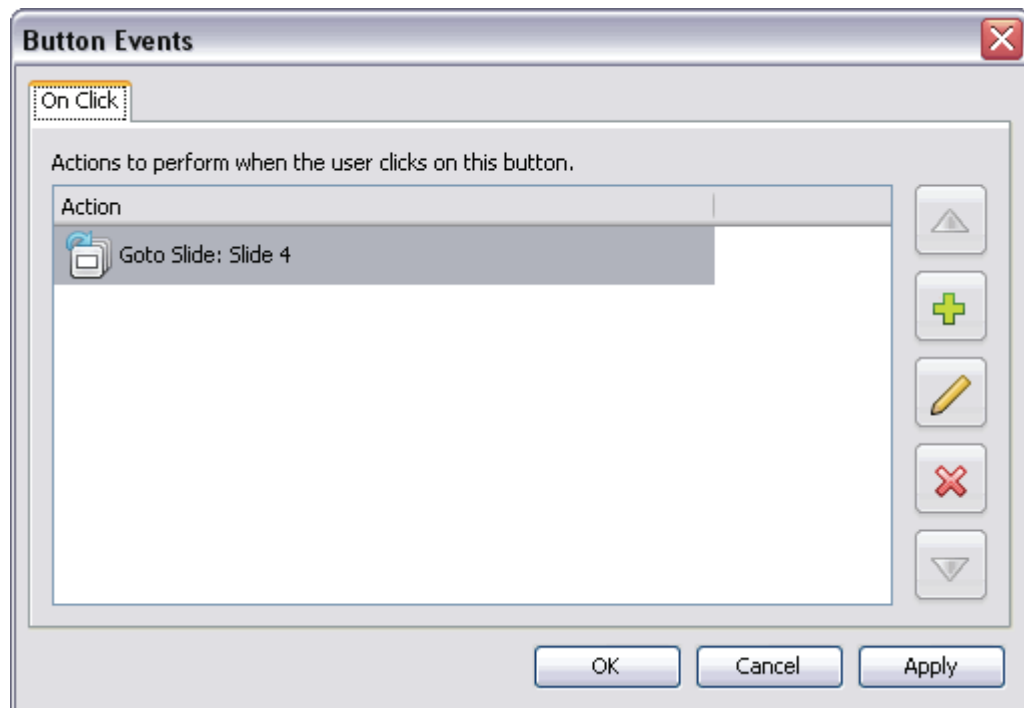 Button Events
On Click
Actions to perform when the user clicks on this button.
Action
Goto Slide: Slide 4
OK Cancel Apply